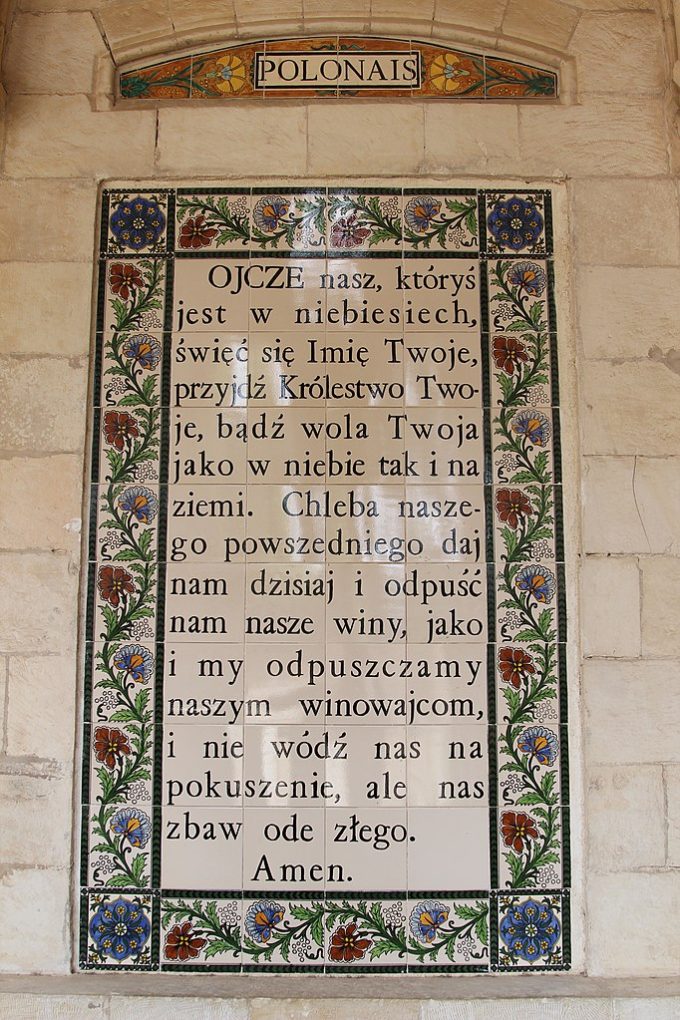 POLONAIS
OJCZE nasz, któryś
jest w niebiesiech,
święć się Imię Twoje,
przyjdź Królestwo Two-
je, bądź wola Twoja
jako w niebie tak i na
ziemi. Chleba nasze-
go powszedniego daj
nam dzisiaj i odpuść
nam nasze winy, jako
i my odpuszczamy
naszym winowajcom,
i nie wódź nas na
pokuszenie, ale nas
zbaw ode złego.
Amen.